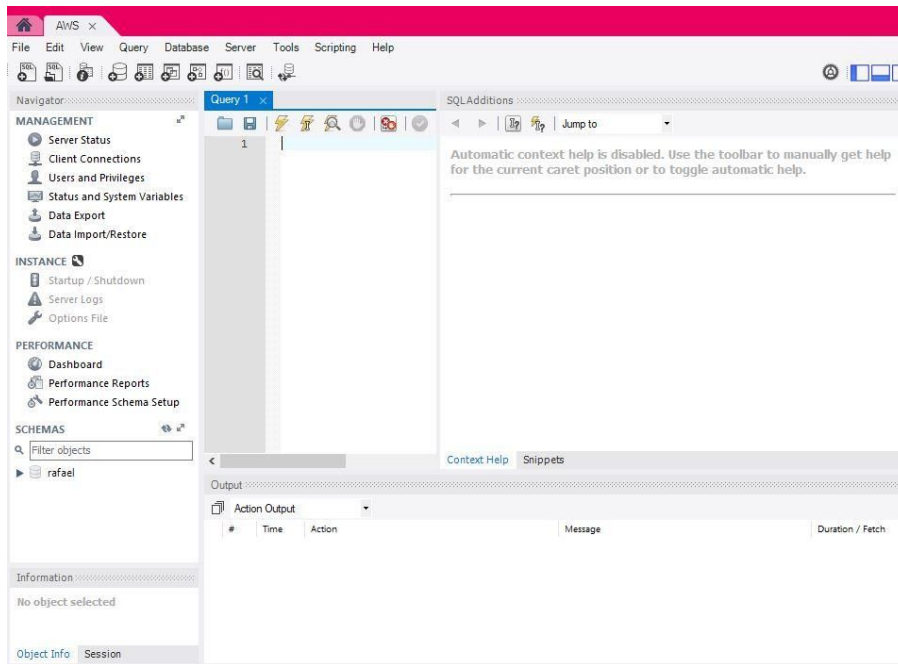 AWS
File Edit View Query Database Server Tools Scripting Help
Navigator
MANAGEMENT
Server Status
Client Connections
Users and Privileges
Status and System Variables
Data Export
Data Import/Restore
INSTANCE
Startup / Shutdown
Server Logs
Options File
PERFORMANCE
Dashboard
Performance Reports
Performance Schema Setup
SCHEMAS
Filter objects
rafael
Information
No object selected
Object Info Session
Query 1
1
SQLAdditions
Jump to
Automatic context help is disabled. Use the toolbar to manually get help
for the current caret position or to toggle automatic help.
Context Help Snippets
Output
Action Output
# Time Action Message Duration / Fetch